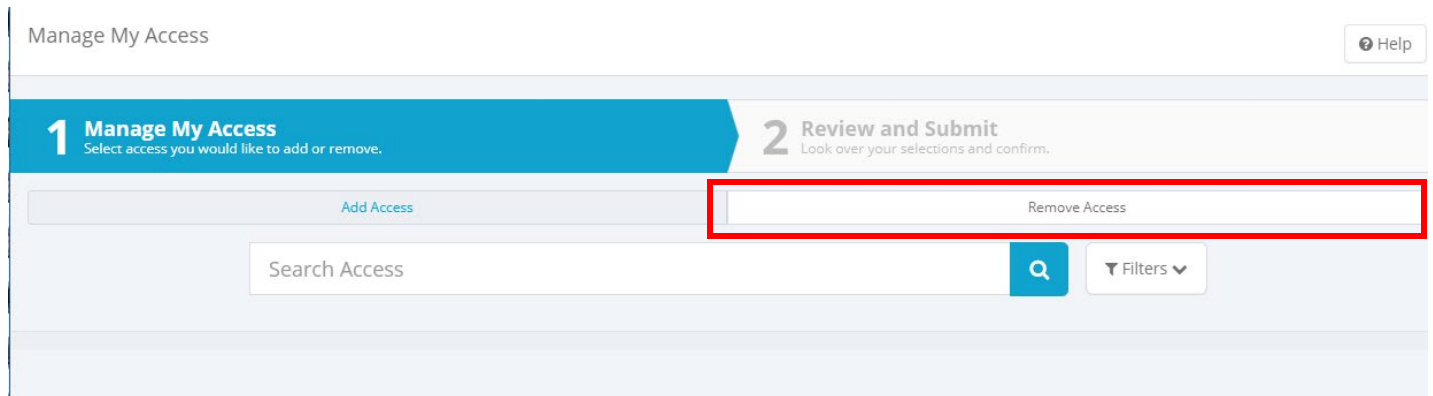 Manage My Access
Help
1 Manage My Access
Select access you would like to add or remove.
2 Review and Submit
Look over your selections and confirm.
Add Access
Remove Access
Search Access
Filters